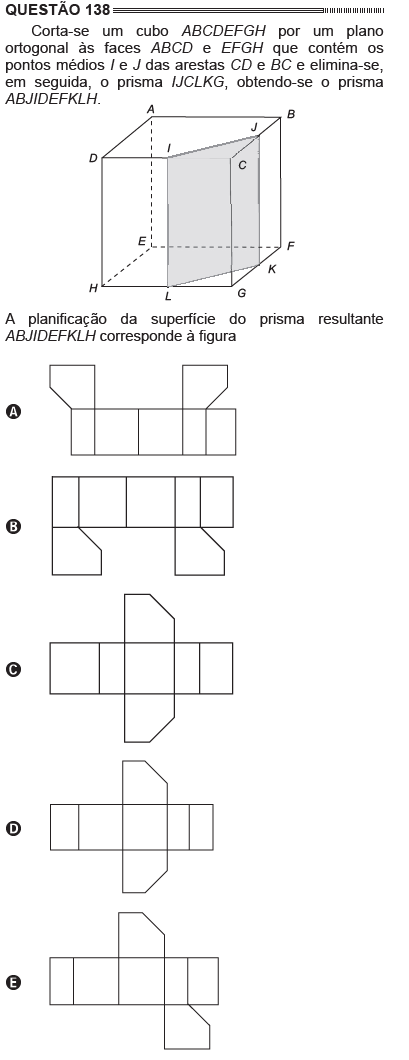 QUESTÃO 138
Corta-se um cubo ABCDEFGH por um plano
ortogonal às faces ABCD e EFGH que contém os
pontos médios I e J das arestas CD e BC e elimina-se,
em seguida, o prisma IJCLKG, obtendo-se o prisma
ABJIDEFKLH.
A
B
J
D
I
C
E
F
K
H
L
G
A planificação da superfície do prisma resultante
ABJIDEFKLH corresponde à figura
A
B
C
D
E